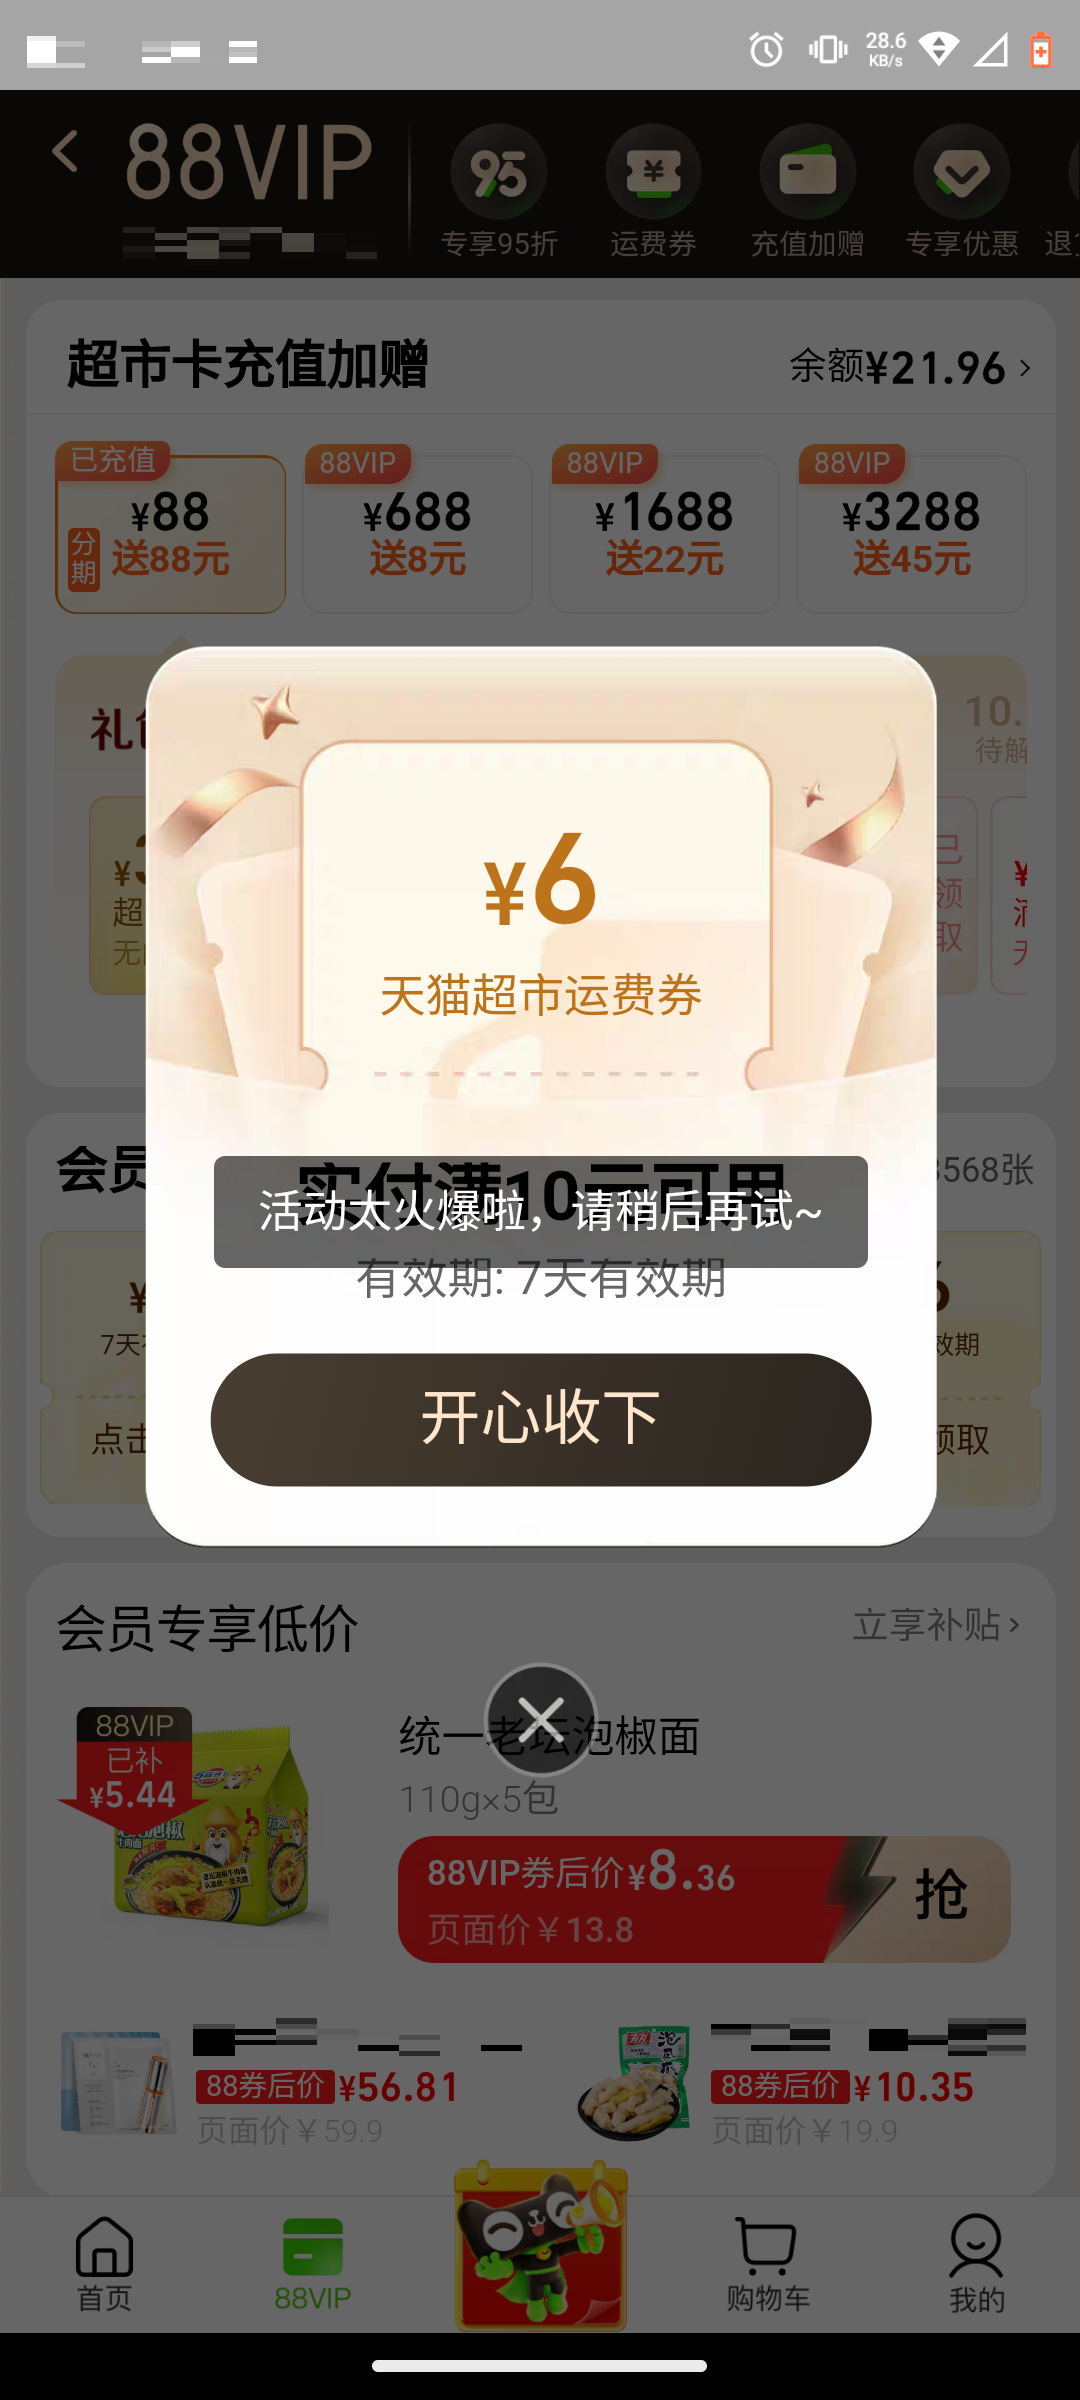 28.6
KB/s
88VIP
专享95折
运费券
充值加赠
专享优惠
超市卡充值加赠
余额¥21.96
已充值
¥88
分期
送88元
88VIP
¥688
送8元
88VIP
¥1688
送22元
88VIP
¥3288
送45元
10.
待解
¥6
天猫超市运费券
实付满10元可用
活动太火爆啦，请稍后再试~
有效期: 7天有效期
开心收下
已领取
会员
568张
7天
效期
点击
领取
会员专享低价
立享补贴
88VIP
已补
¥5.44
统一老坛泡椒面
110g×5包
88VIP券后价¥8.36
页面价¥13.8
抢
88券后价¥56.81
页面价¥59.9
88券后价¥10.35
页面价¥19.9
首页
88VIP
购物车
我的